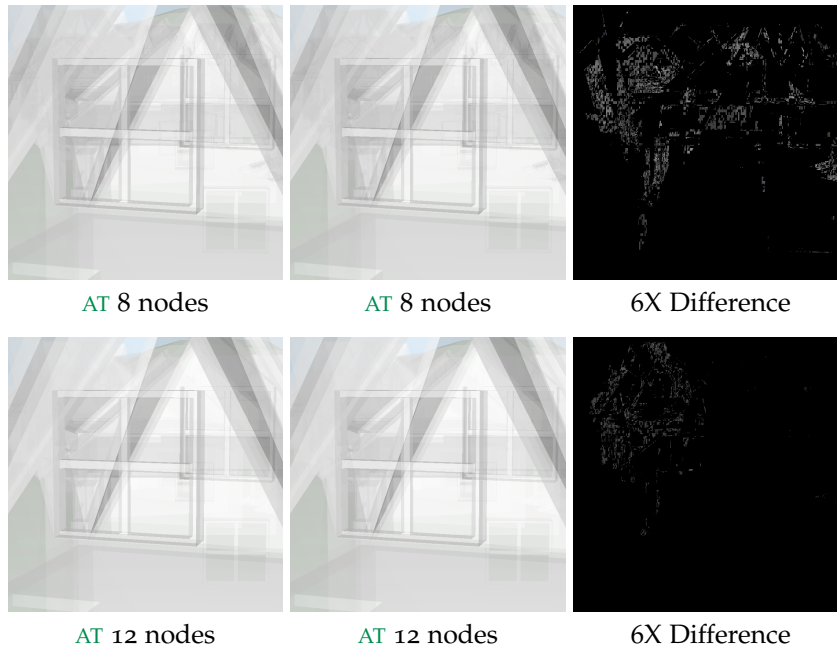 AT 8 nodes AT 8 nodes 6X Difference
AT 12 nodes AT 12 nodes 6X Difference